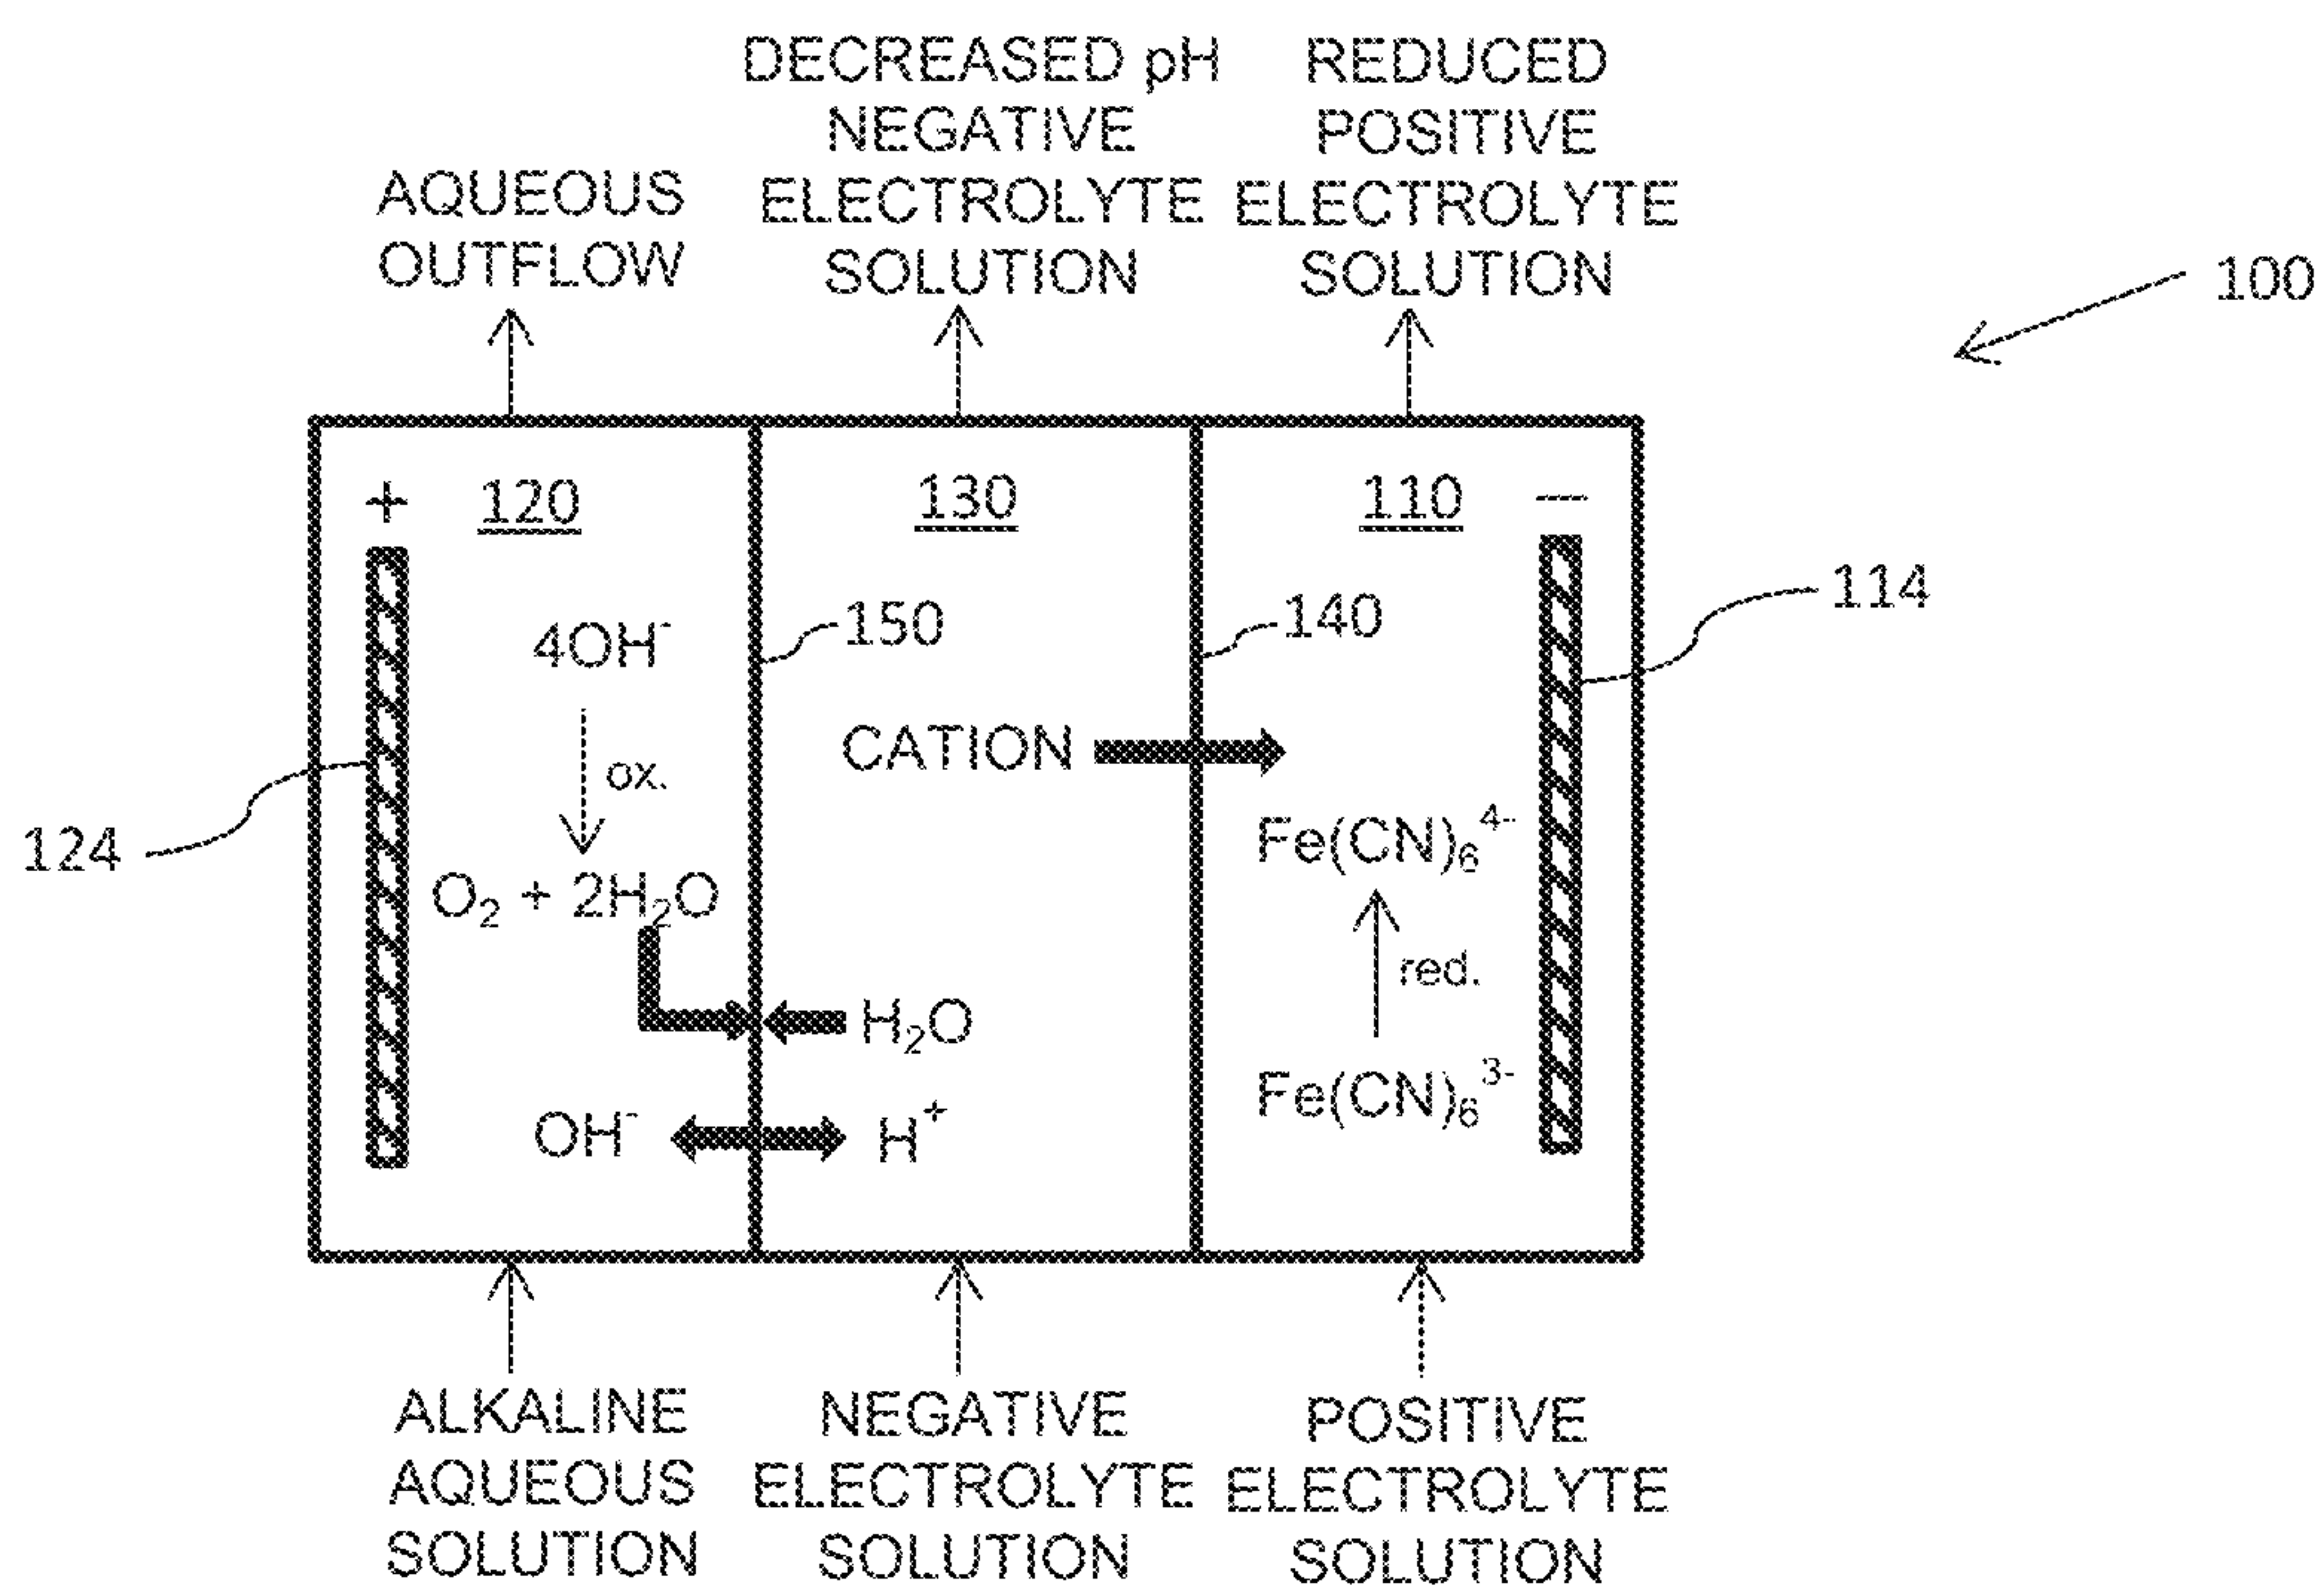 DECREASED pH
NEGATIVE
ELECTROLYTE
SOLUTION
REDUCED
POSITIVE
ELECTROLYTE
SOLUTION
AQUEOUS
OUTFLOW
100
+
120
130
110
—
150
140
114
4OH⁻
ox.
O₂ + 2H₂O
124
CATION
Fe(CN)₆⁴⁻
red.
Fe(CN)₆³⁻
H₂O
OH⁻
H⁺
ALKALINE
AQUEOUS
SOLUTION
NEGATIVE
ELECTROLYTE
SOLUTION
POSITIVE
ELECTROLYTE
SOLUTION